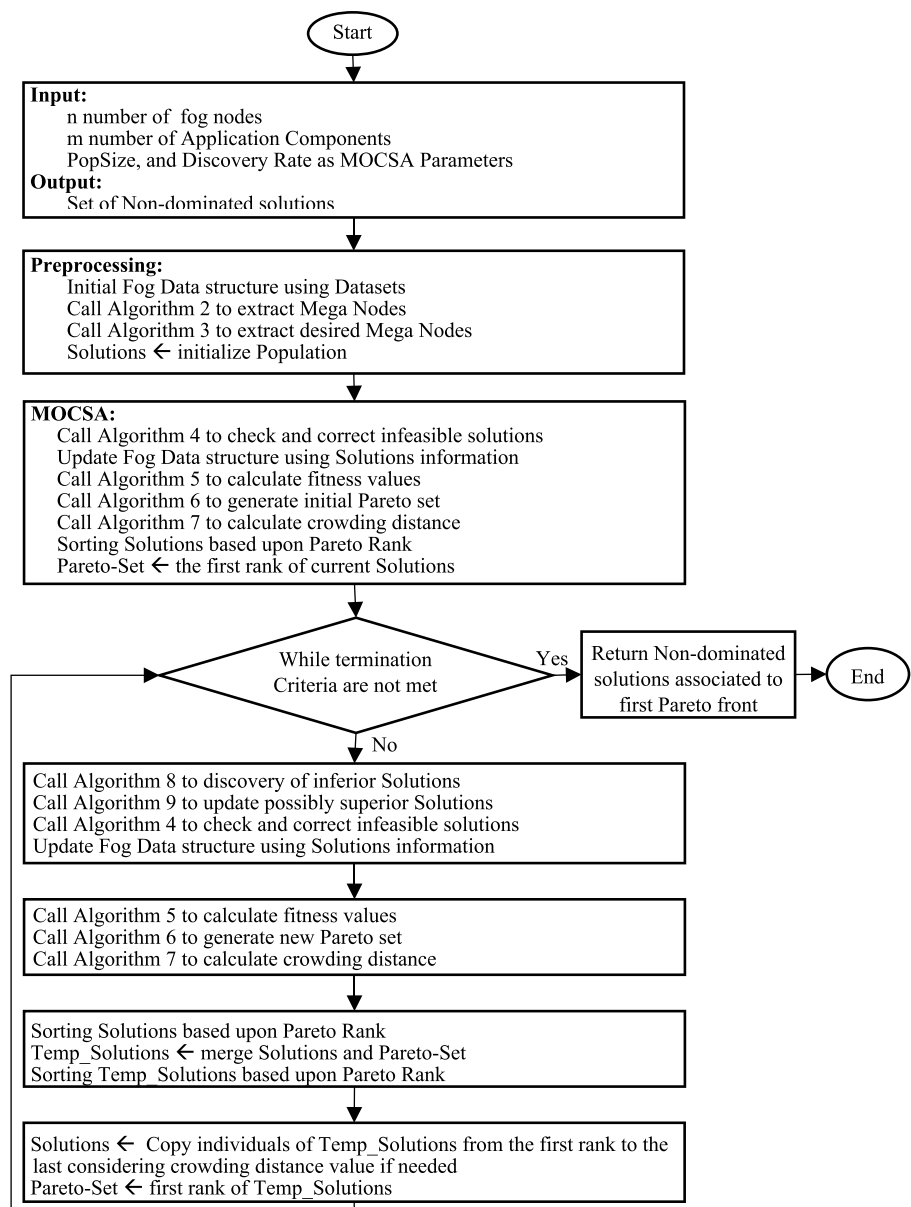 Start
Input:
n number of fog nodes
m number of Application Components
PopSize, and Discovery Rate as MOCSA Parameters
Output:
Set of Non-dominated solutions
Preprocessing:
Initial Fog Data structure using Datasets
Call Algorithm 2 to extract Mega Nodes
Call Algorithm 3 to extract desired Mega Nodes
Solutions ← initialize Population
MOCSA:
Call Algorithm 4 to check and correct infeasible solutions
Update Fog Data structure using Solutions information
Call Algorithm 5 to calculate fitness values
Call Algorithm 6 to generate initial Pareto set
Call Algorithm 7 to calculate crowding distance
Sorting Solutions based upon Pareto Rank
Pareto-Set ← the first rank of current Solutions
While termination
Criteria are not met
Yes
Return Non-dominated
solutions associated to
first Pareto front
End
No
Call Algorithm 8 to discovery of inferior Solutions
Call Algorithm 9 to update possibly superior Solutions
Call Algorithm 4 to check and correct infeasible solutions
Update Fog Data structure using Solutions information
Call Algorithm 5 to calculate fitness values
Call Algorithm 6 to generate new Pareto set
Call Algorithm 7 to calculate crowding distance
Sorting Solutions based upon Pareto Rank
Temp_Solutions ← merge Solutions and Pareto-Set
Sorting Temp_Solutions based upon Pareto Rank
Solutions ← Copy individuals of Temp_Solutions from the first rank to the
last considering crowding distance value if needed
Pareto-Set ← first rank of Temp_Solutions